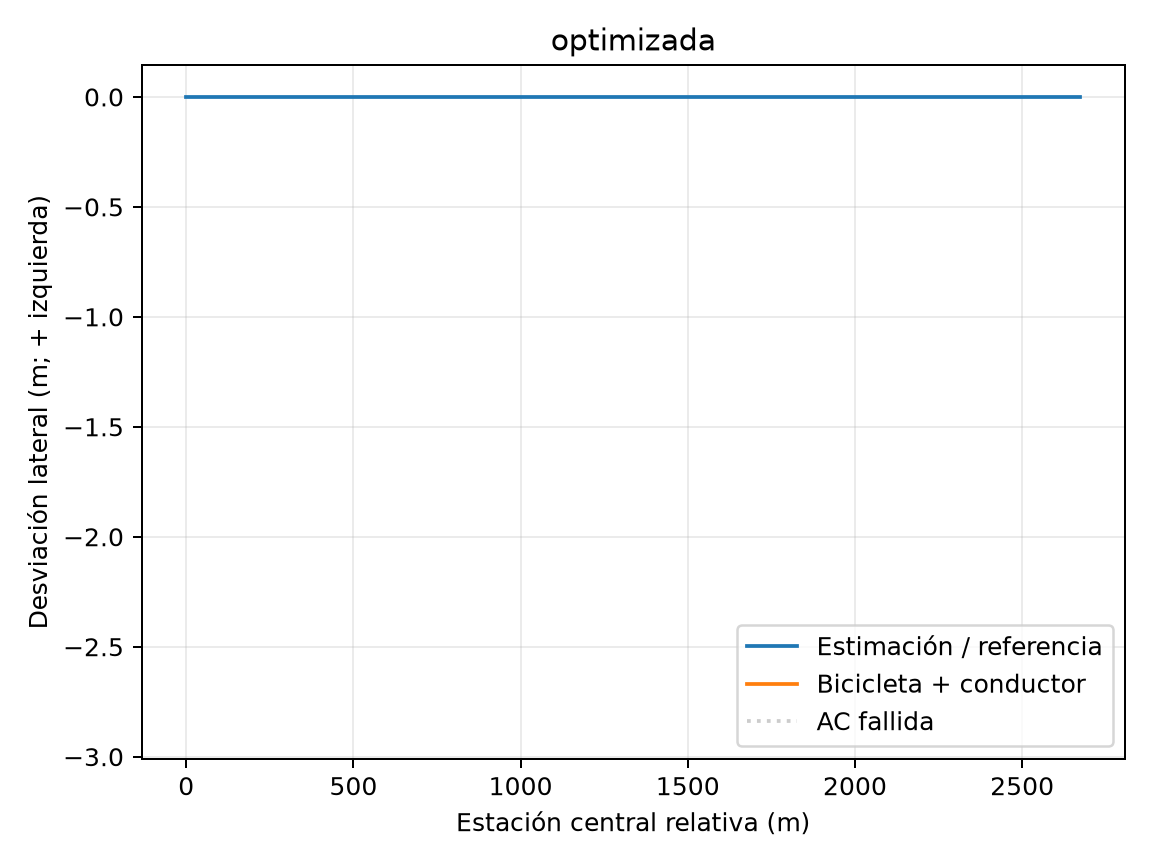 optimizada
Desviación lateral (m; + izquierda)
0.0
−0.5
−1.0
−1.5
−2.0
−2.5
−3.0
Estimación / referencia
Bicicleta + conductor
AC fallida
0 500 1000 1500 2000 2500
Estación central relativa (m)